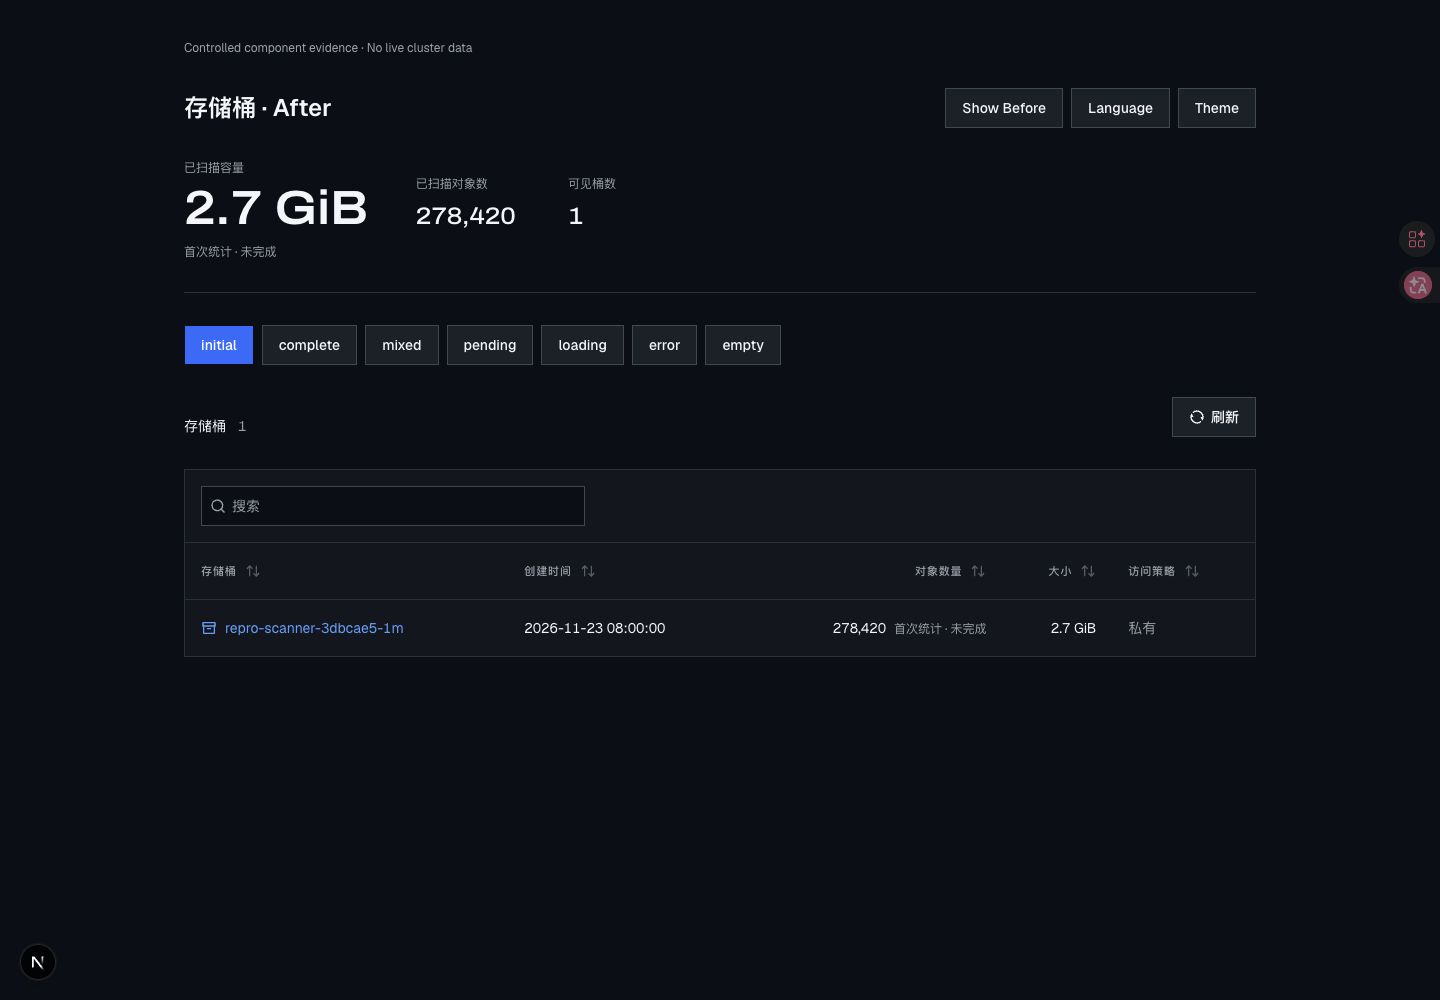 Controlled component evidence · No live cluster data
存储桶 · After
Show Before
Language
Theme
已扫描容量
2.7 GiB
首次统计 · 未完成
已扫描对象数
278,420
可见桶数
1
initial
complete
mixed
pending
loading
error
empty
存储桶 1
刷新
搜索
存储桶 创建时间 对象数量 大小 访问策略
repro-scanner-3dbcae5-1m 2026-11-23 08:00:00 278,420 首次统计 · 未完成 2.7 GiB 私有
N